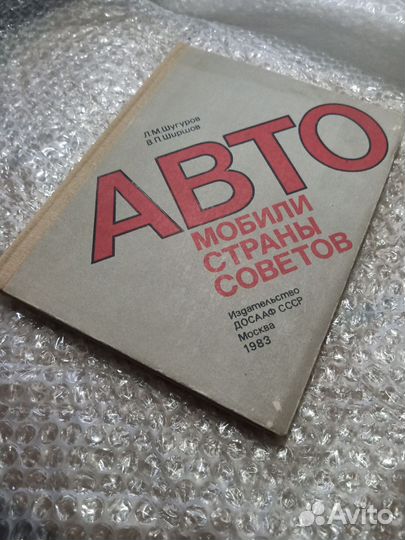 Л.М.Шугуров
В.П.Ширшов
АВТО
МОБИЛИ
СТРАНЫ
СОВЕТОВ
Издательство
ДОСААФ СССР
Москва
1983
Avito